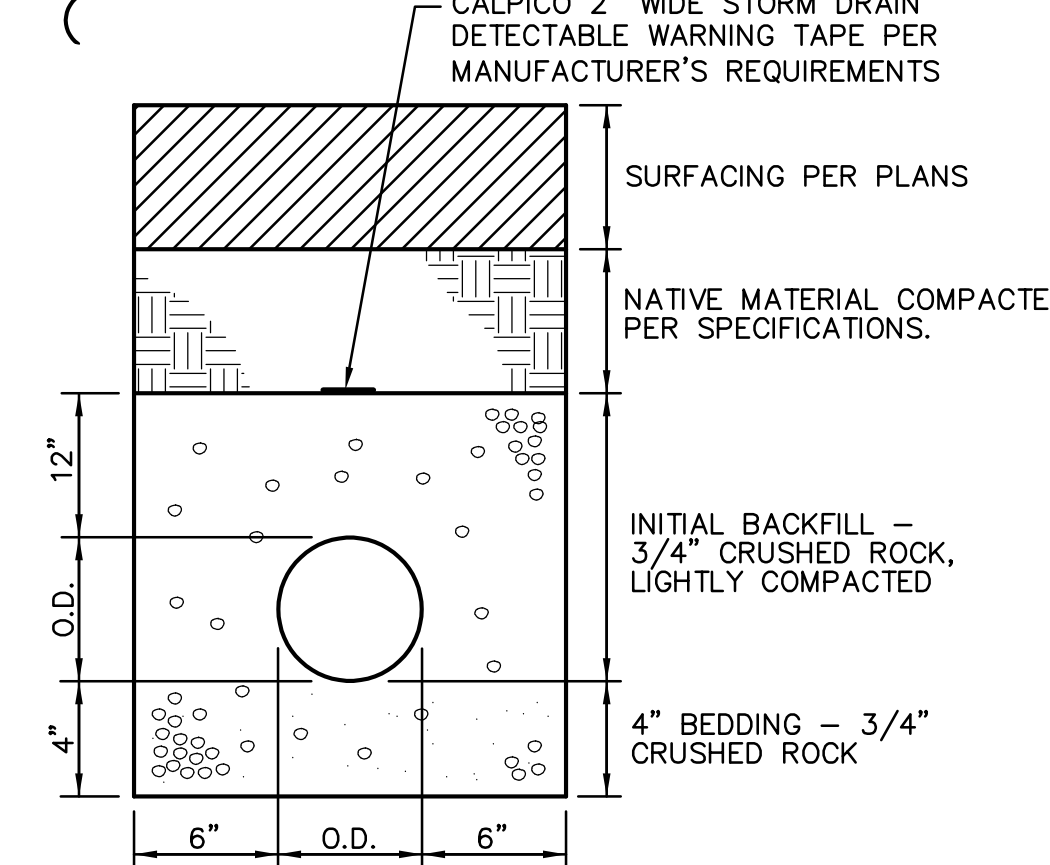 CALPICO 2" WIDE STORM DRAIN
DETECTABLE WARNING TAPE PER
MANUFACTURER'S REQUIREMENTS
SURFACING PER PLANS
NATIVE MATERIAL COMPACTE
PER SPECIFICATIONS.
12"
INITIAL BACKFILL –
3/4" CRUSHED ROCK,
LIGHTLY COMPACTED
O.D.
4"
4" BEDDING – 3/4"
CRUSHED ROCK
6"
O.D.
6"